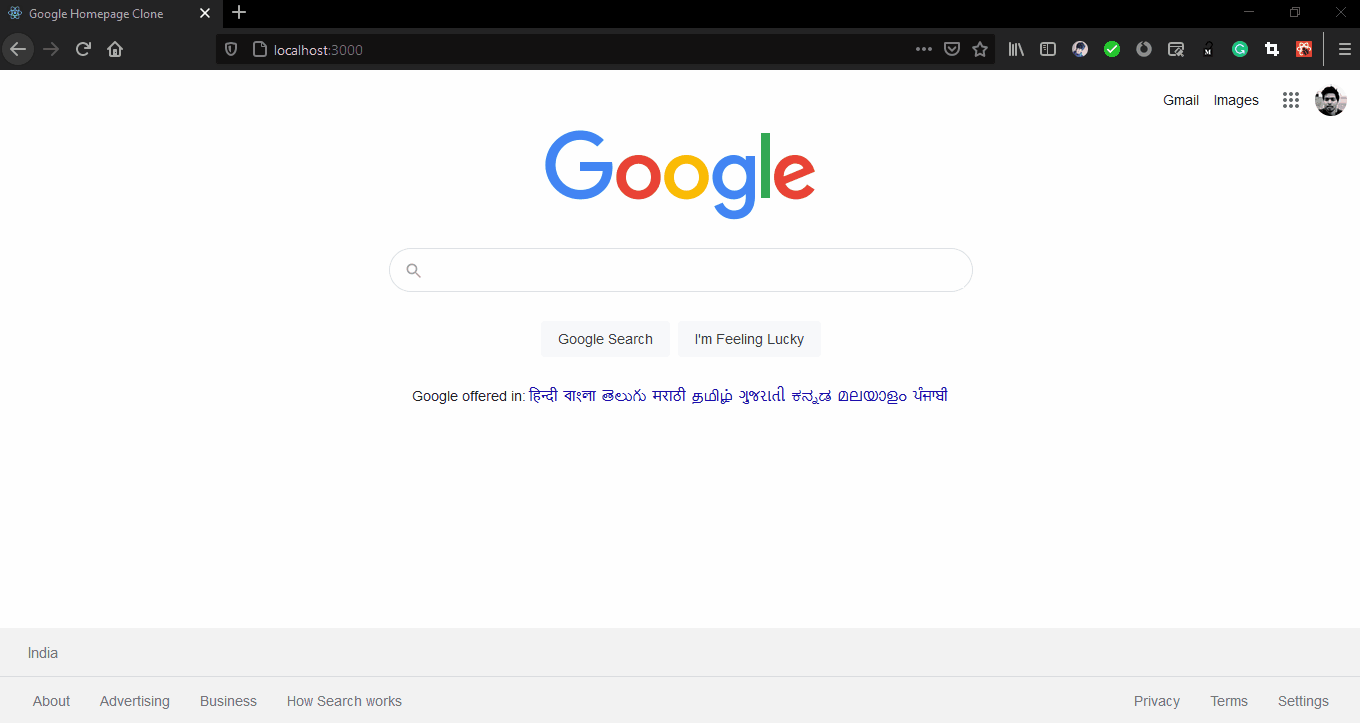 Google Homepage Clone
localhost:3000
Gmail Images
Google
Google Search I'm Feeling Lucky
Google offered in: हिन्दी বাংলা తెలుగు मराठी தமிழ் ગુજરાતી ಕನ್ನಡ മലയാളം ਪੰਜਾਬੀ
India
About Advertising Business How Search works Privacy Terms Settings